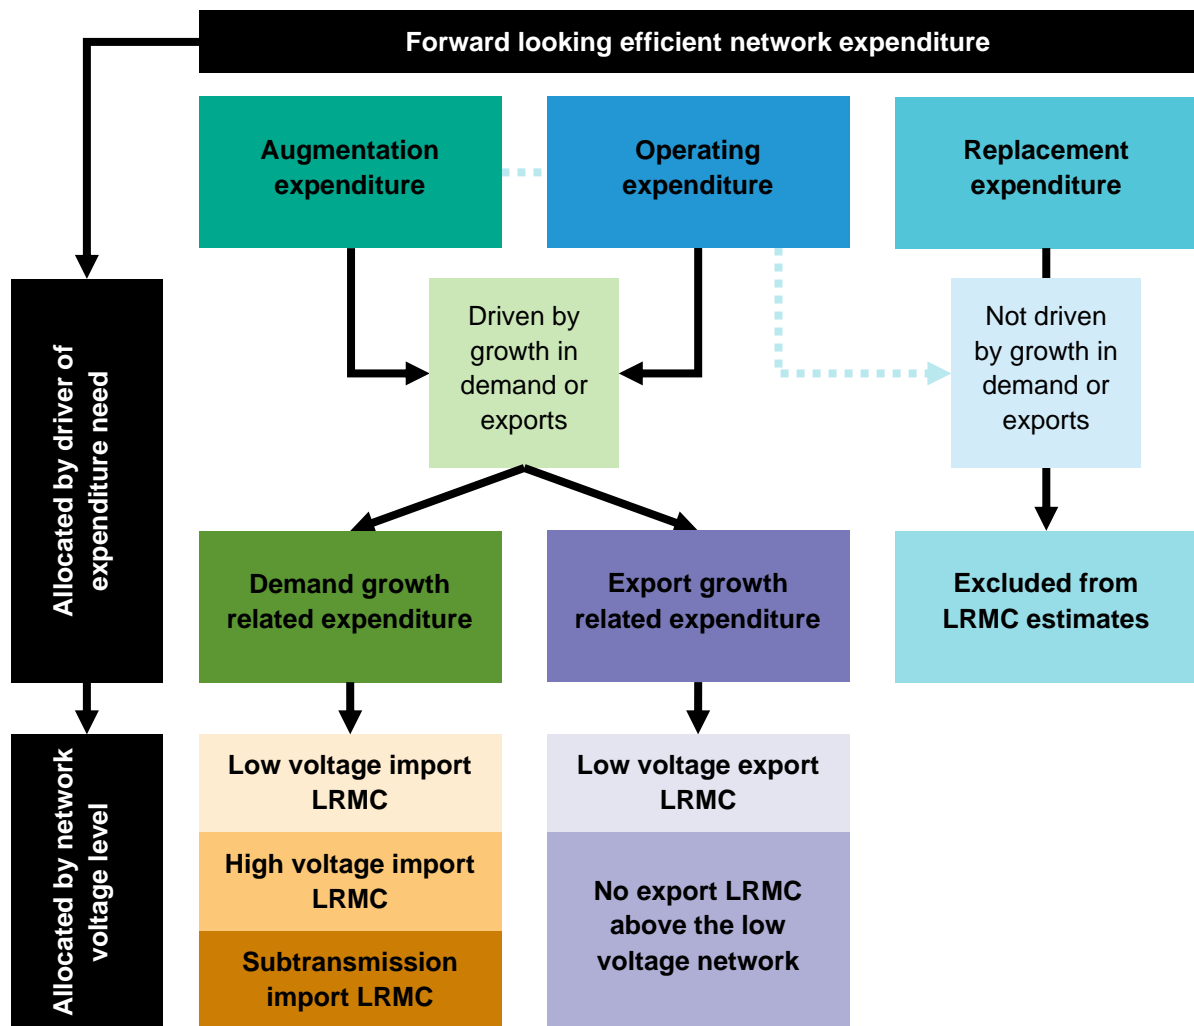 Forward looking efficient network expenditure
Augmentation
expenditure
Operating
expenditure
Replacement
expenditure
Allocated by driver of
expenditure need
Driven by
growth in
demand or
exports
Not driven
by growth in
demand or
exports
Demand growth
related expenditure
Export growth
related expenditure
Excluded from
LRMC estimates
Allocated by network
voltage level
Low voltage import
LRMC
High voltage import
LRMC
Subtransmission
import LRMC
Low voltage export
LRMC
No export LRMC
above the low
voltage network